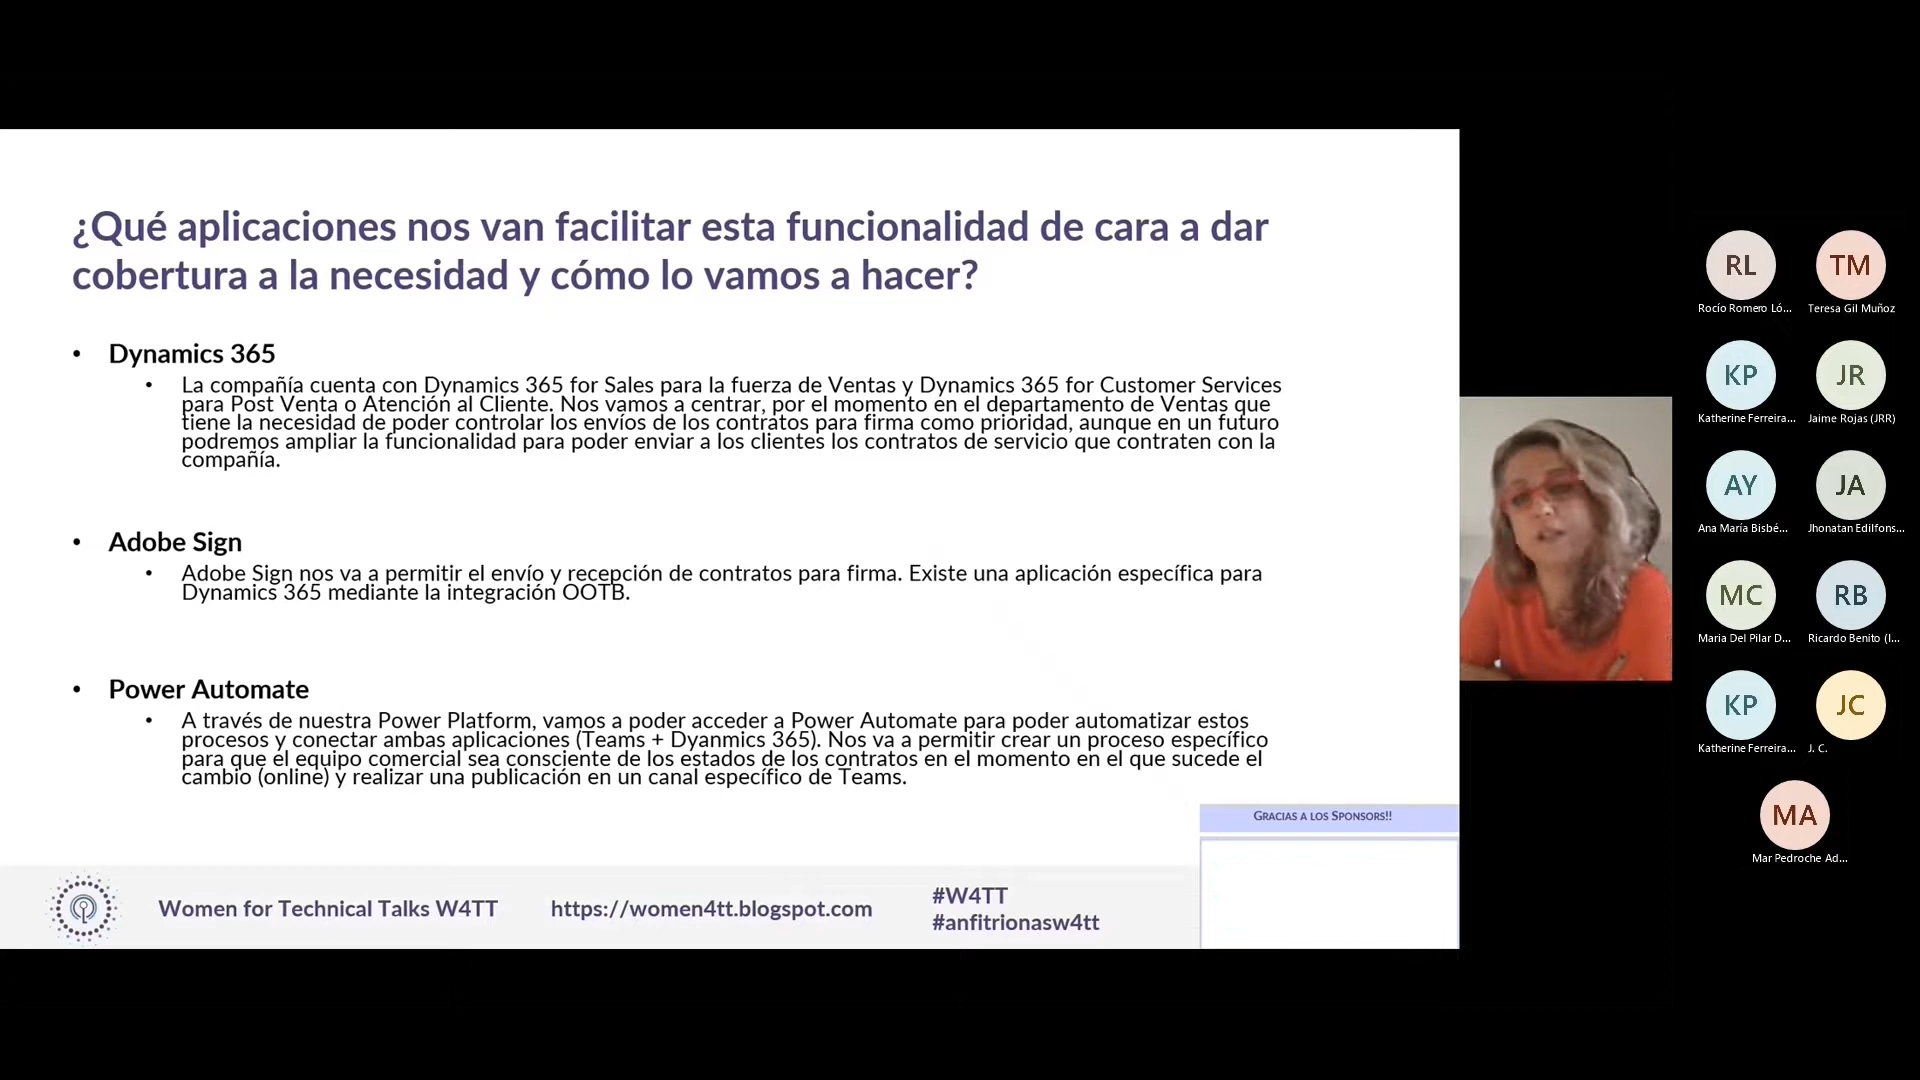 ¿Qué aplicaciones nos van facilitar esta funcionalidad de cara a dar
cobertura a la necesidad y cómo lo vamos a hacer?
• Dynamics 365
• La compañía cuenta con Dynamics 365 for Sales para la fuerza de Ventas y Dynamics 365 for Customer Services
para Post Venta o Atención al Cliente. Nos vamos a centrar, por el momento en el departamento de Ventas que
tiene la necesidad de poder controlar los envíos de los contratos para firma como prioridad, aunque en un futuro
podremos ampliar la funcionalidad para poder enviar a los clientes los contratos de servicio que contraten con la
compañía.
• Adobe Sign
• Adobe Sign nos va a permitir el envío y recepción de contratos para firma. Existe una aplicación específica para
Dynamics 365 mediante la integración OOTB.
• Power Automate
• A través de nuestra Power Platform, vamos a poder acceder a Power Automate para poder automatizar estos
procesos y conectar ambas aplicaciones (Teams + Dyanmics 365). Nos va a permitir crear un proceso específico
para que el equipo comercial sea consciente de los estados de los contratos en el momento en el que sucede el
cambio (online) y realizar una publicación en un canal específico de Teams.
Gracias a los Sponsors!!
Women for Technical Talks W4TT
https://women4tt.blogspot.com
#W4TT
#anfitrionasw4tt
RL
TM
Rocío Romero Ló...
Teresa Gil Muñoz
KP
JR
Katherine Ferreira...
Jaime Rojas (JRR)
AY
JA
Ana María Bisbé...
Jhonatan Edilfons...
MC
RB
Maria Del Pilar D...
Ricardo Benito (I...
KP
JC
Katherine Ferreira...
J. C.
MA
Mar Pedroche Ad...